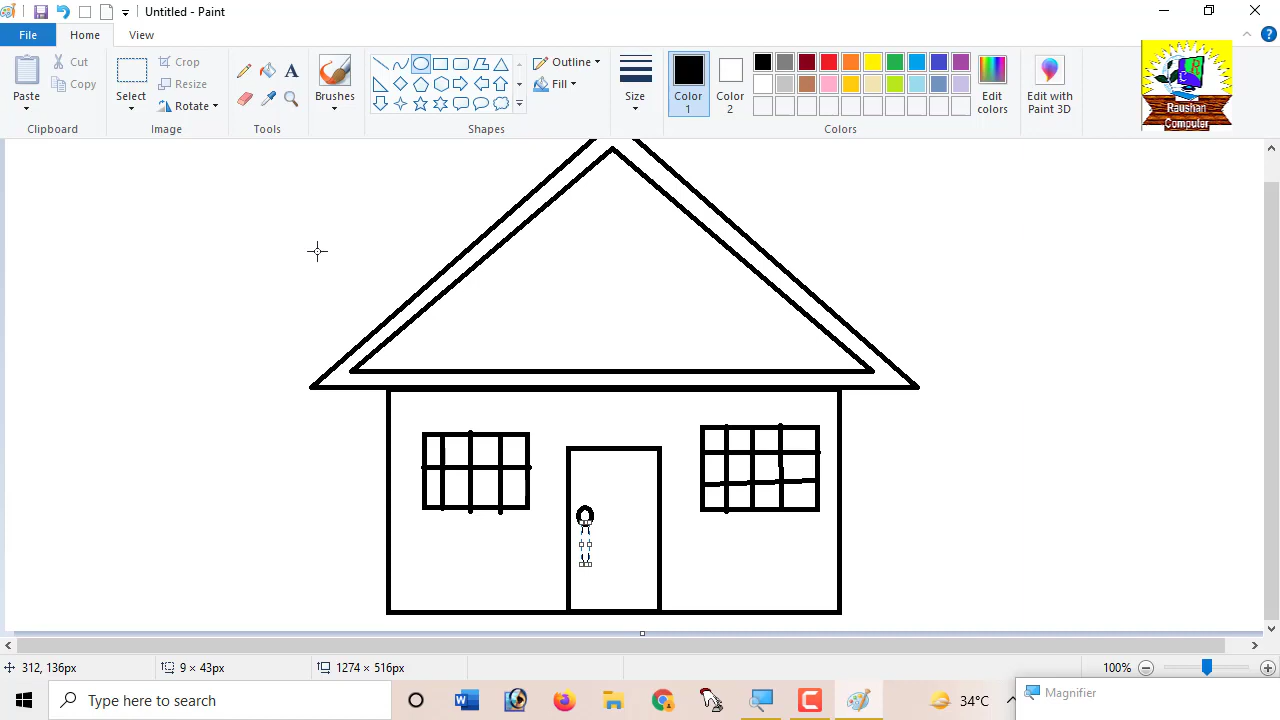 Untitled - Paint
File
Home
View
Paste
Cut
Copy
Clipboard
Select
Crop
Resize
Rotate
Image
Tools
Brushes
Shapes
Outline
Fill
Size
Color
1
Color
2
Edit
colors
Colors
Edit with
Paint 3D
Raushan
Computer
312, 136px
9 × 43px
1274 × 516px
100%
Type here to search
34°C
Magnifier